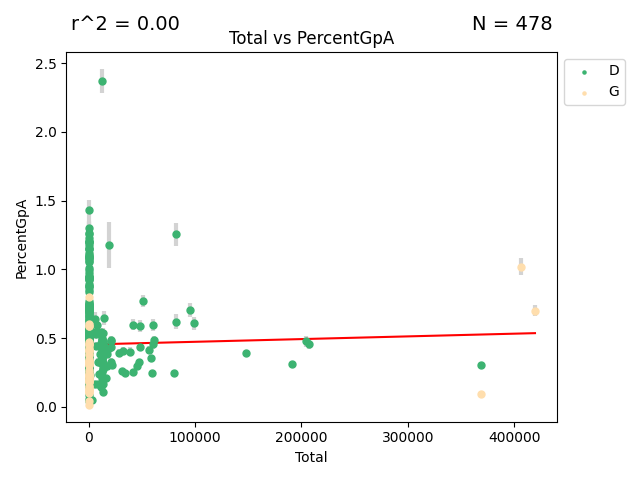 r^2 = 0.00
N = 478
Total vs PercentGpA
D
G
PercentGpA
2.5
2.0
1.5
1.0
0.5
0.0
0
100000
200000
300000
400000
Total